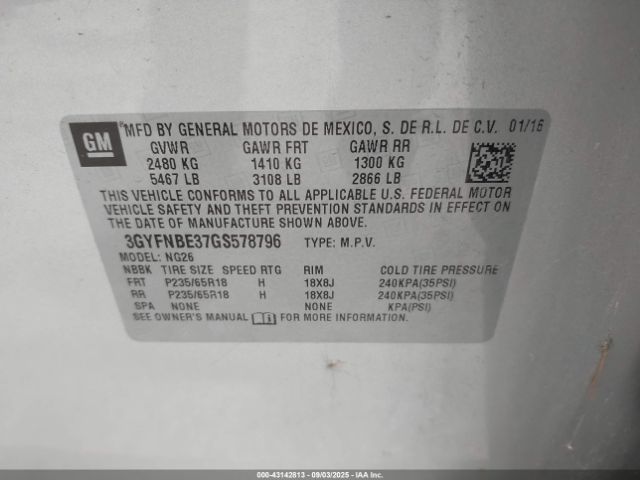 GM
® MFD BY GENERAL MOTORS DE MEXICO, S. DE R.L. DE C.V. 01/16
GVWR GAWR FRT GAWR RR
2480 KG 1410 KG 1300 KG
5467 LB 3108 LB 2866 LB
THIS VEHICLE CONFORMS TO ALL APPLICABLE U.S. FEDERAL MOTOR
VEHICLE SAFETY AND THEFT PREVENTION STANDARDS IN EFFECT ON
THE DATE OF MANUFACTURE SHOWN ABOVE.
3GYFNBE37GS578796 TYPE: M.P.V.
MODEL: NG26
NBBK TIRE SIZE SPEED RTG RIM COLD TIRE PRESSURE
FRT P235/65R18 H 18X8J 240KPA(35PSI)
RR P235/65R18 H 18X8J 240KPA(35PSI)
SPA NONE NONE KPA(PSI)
SEE OWNER'S MANUAL FOR MORE INFORMATION
000-43142613 - 09/03/2025 - IAAI.COM